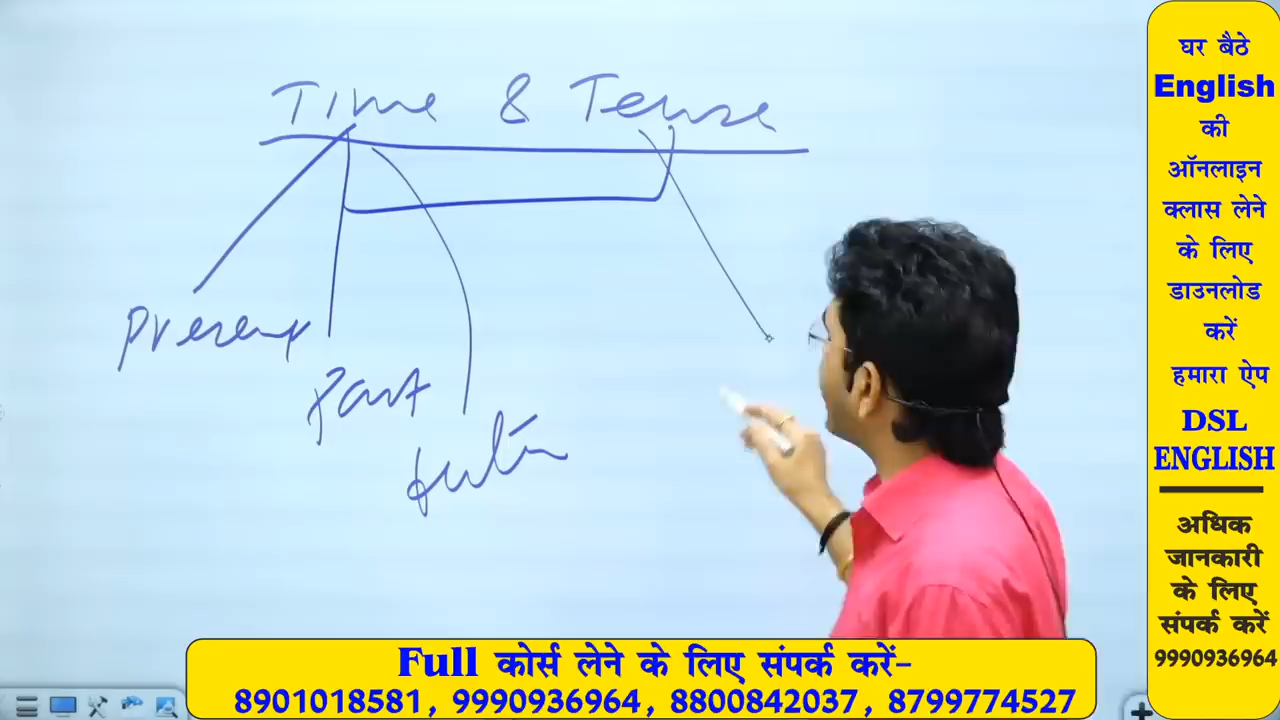 Time & Tense
Present
Past
घर बैठे
English
की
ऑनलाइन
क्लास लेने
के लिए
डाउनलोड
करें
हमारा ऐप
DSL
ENGLISH
अधिक
जानकारी
के लिए
संपर्क करें
9990936964
Full कोर्स लेने के लिए संपर्क करें-
8901018581, 9990936964, 8800842037, 8799774527